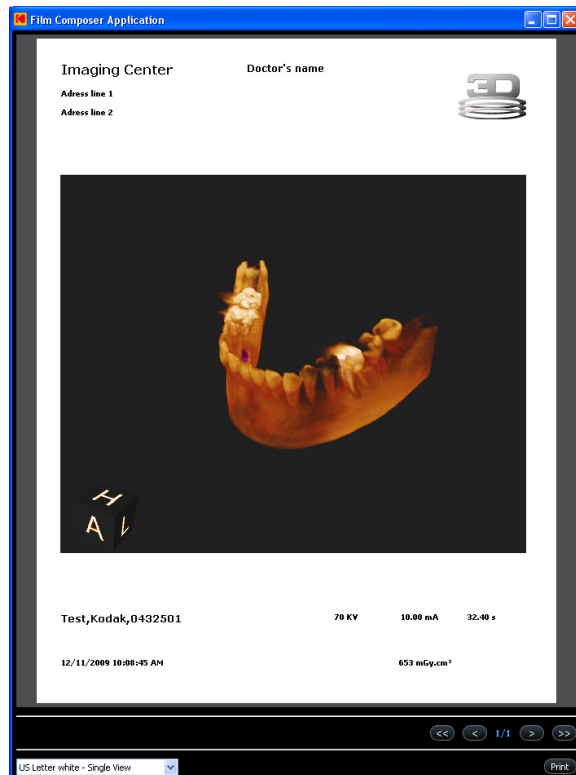 Film Composer Application
Imaging Center
Doctor's name
Adress line 1
Adress line 2
3D
H
A L
Test,Kodak,0432501
70 KV 10.00 mA 32.40 s
12/11/2009 10:08:45 AM
653 mGy.cm²
<< < 1/1 > >>
US Letter white - Single View
Print